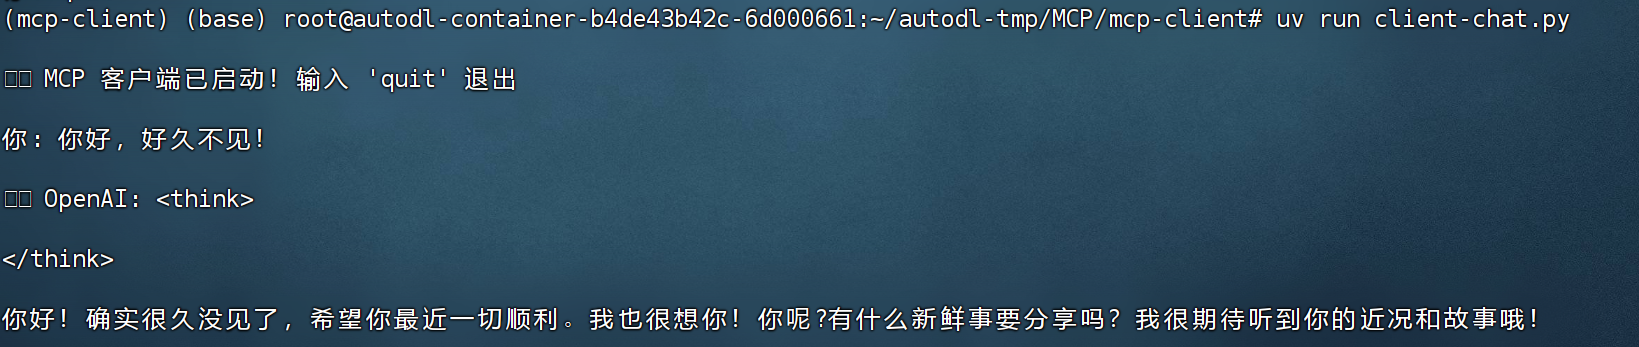 (mcp-client) (base) root@autodl-container-b4de43b42c-6d000661:~/autodl-tmp/MCP/mcp-client# uv run client-chat.py
MCP 客户端已启动！输入 'quit' 退出
你: 你好，好久不见！
OpenAI: <think>
</think>
你好！确实很久没见了，希望你最近一切顺利。我也很想你！你呢?有什么新鲜事要分享吗？我很期待听到你的近况和故事哦！